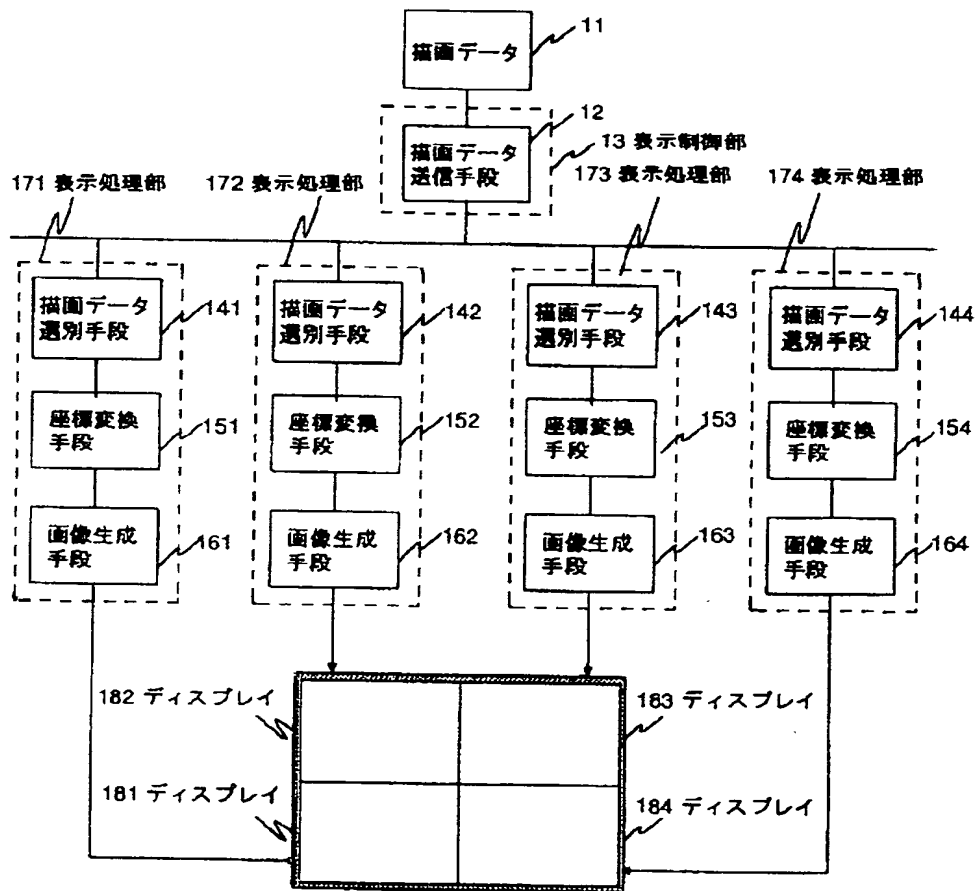 描画データ
11
12
描画データ
送信手段
13 表示制御部
171 表示処理部
172 表示処理部
173 表示処理部
174 表示処理部
描画データ
選別手段
141
描画データ
選別手段
142
描画データ
選別手段
143
描画データ
選別手段
144
座標変換
手段
151
座標変換
手段
152
座標変換
手段
153
座標変換
手段
154
画像生成
手段
161
画像生成
手段
162
画像生成
手段
163
画像生成
手段
164
182 ディスプレイ
183 ディスプレイ
181 ディスプレイ
184 ディスプレイ